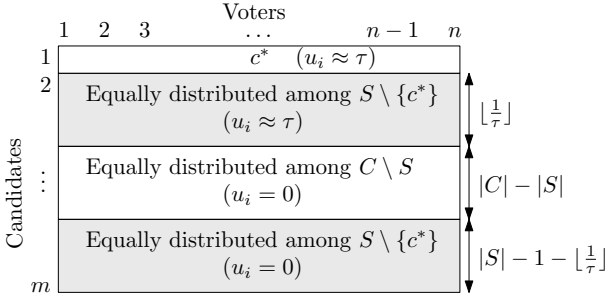 Voters
1 2 3 … n − 1 n
1 c* (u_i ≈ τ)
2 Equally distributed among S \ {c*}
(u_i ≈ τ)
⌊1/τ⌋
Equally distributed among C \ S
(u_i = 0)
⋮
|C| − |S|
Equally distributed among S \ {c*}
(u_i = 0)
|S| − 1 − ⌊1/τ⌋
m
Candidates